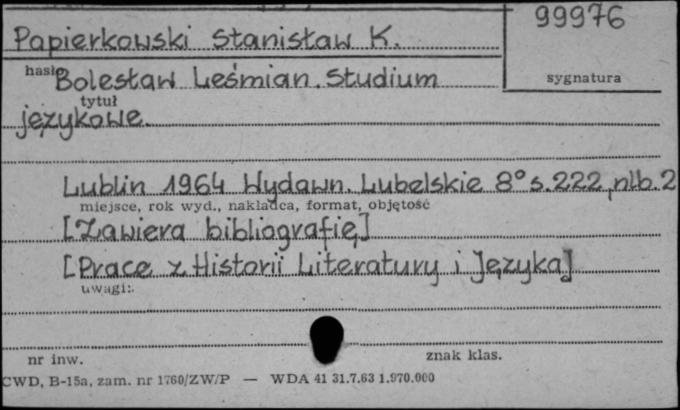 99976
Papierkowski Stanisław K.
hasło
sygnatura
Bolesław Leśmian. Studium
tytuł
językowe.
Lublin 1964 Wydawn. Lubelskie 8° s. 222, nlb. 2
miejsce, rok wyd., nakładca, format, objętość
[Zawiera bibliografię]
[Prace z Historii Literatury i Języka]
uwagi:
nr inw.
znak klas.
CWD, B-15a, zam. nr 1760/ZW/P — WDA 41 31.7.63 1.970.000